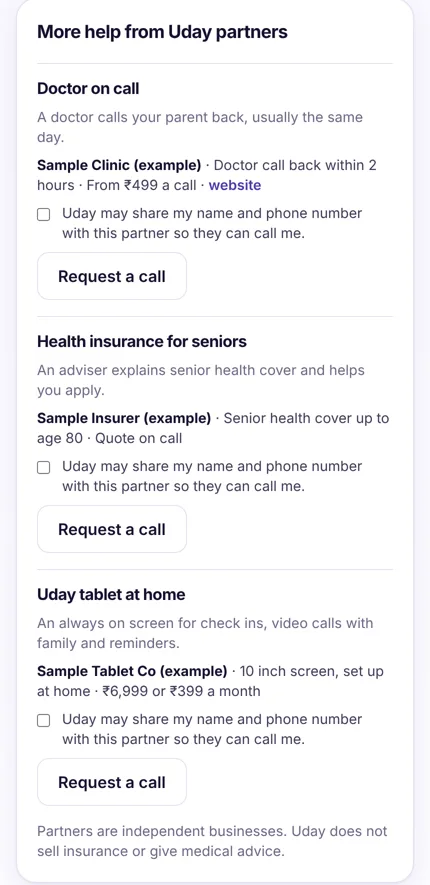 More help from Uday partners
Doctor on call
A doctor calls your parent back, usually the same
day.
Sample Clinic (example) · Doctor call back within 2
hours · From ₹499 a call · website
Uday may share my name and phone number
with this partner so they can call me.
Request a call
Health insurance for seniors
An adviser explains senior health cover and helps
you apply.
Sample Insurer (example) · Senior health cover up to
age 80 · Quote on call
Uday may share my name and phone number
with this partner so they can call me.
Request a call
Uday tablet at home
An always on screen for check ins, video calls with
family and reminders.
Sample Tablet Co (example) · 10 inch screen, set up
at home · ₹6,999 or ₹399 a month
Uday may share my name and phone number
with this partner so they can call me.
Request a call
Partners are independent businesses. Uday does not
sell insurance or give medical advice.